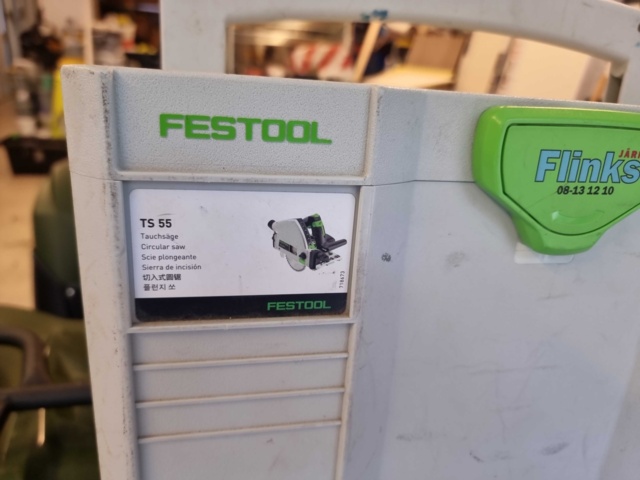 FESTOOL
TS 55
Tauchsäge
Circular saw
Scie plongeante
Sierra de incisión
切入式圆锯
플런지 쏘
718673
FESTOOL
Flinks
08-13 12 10